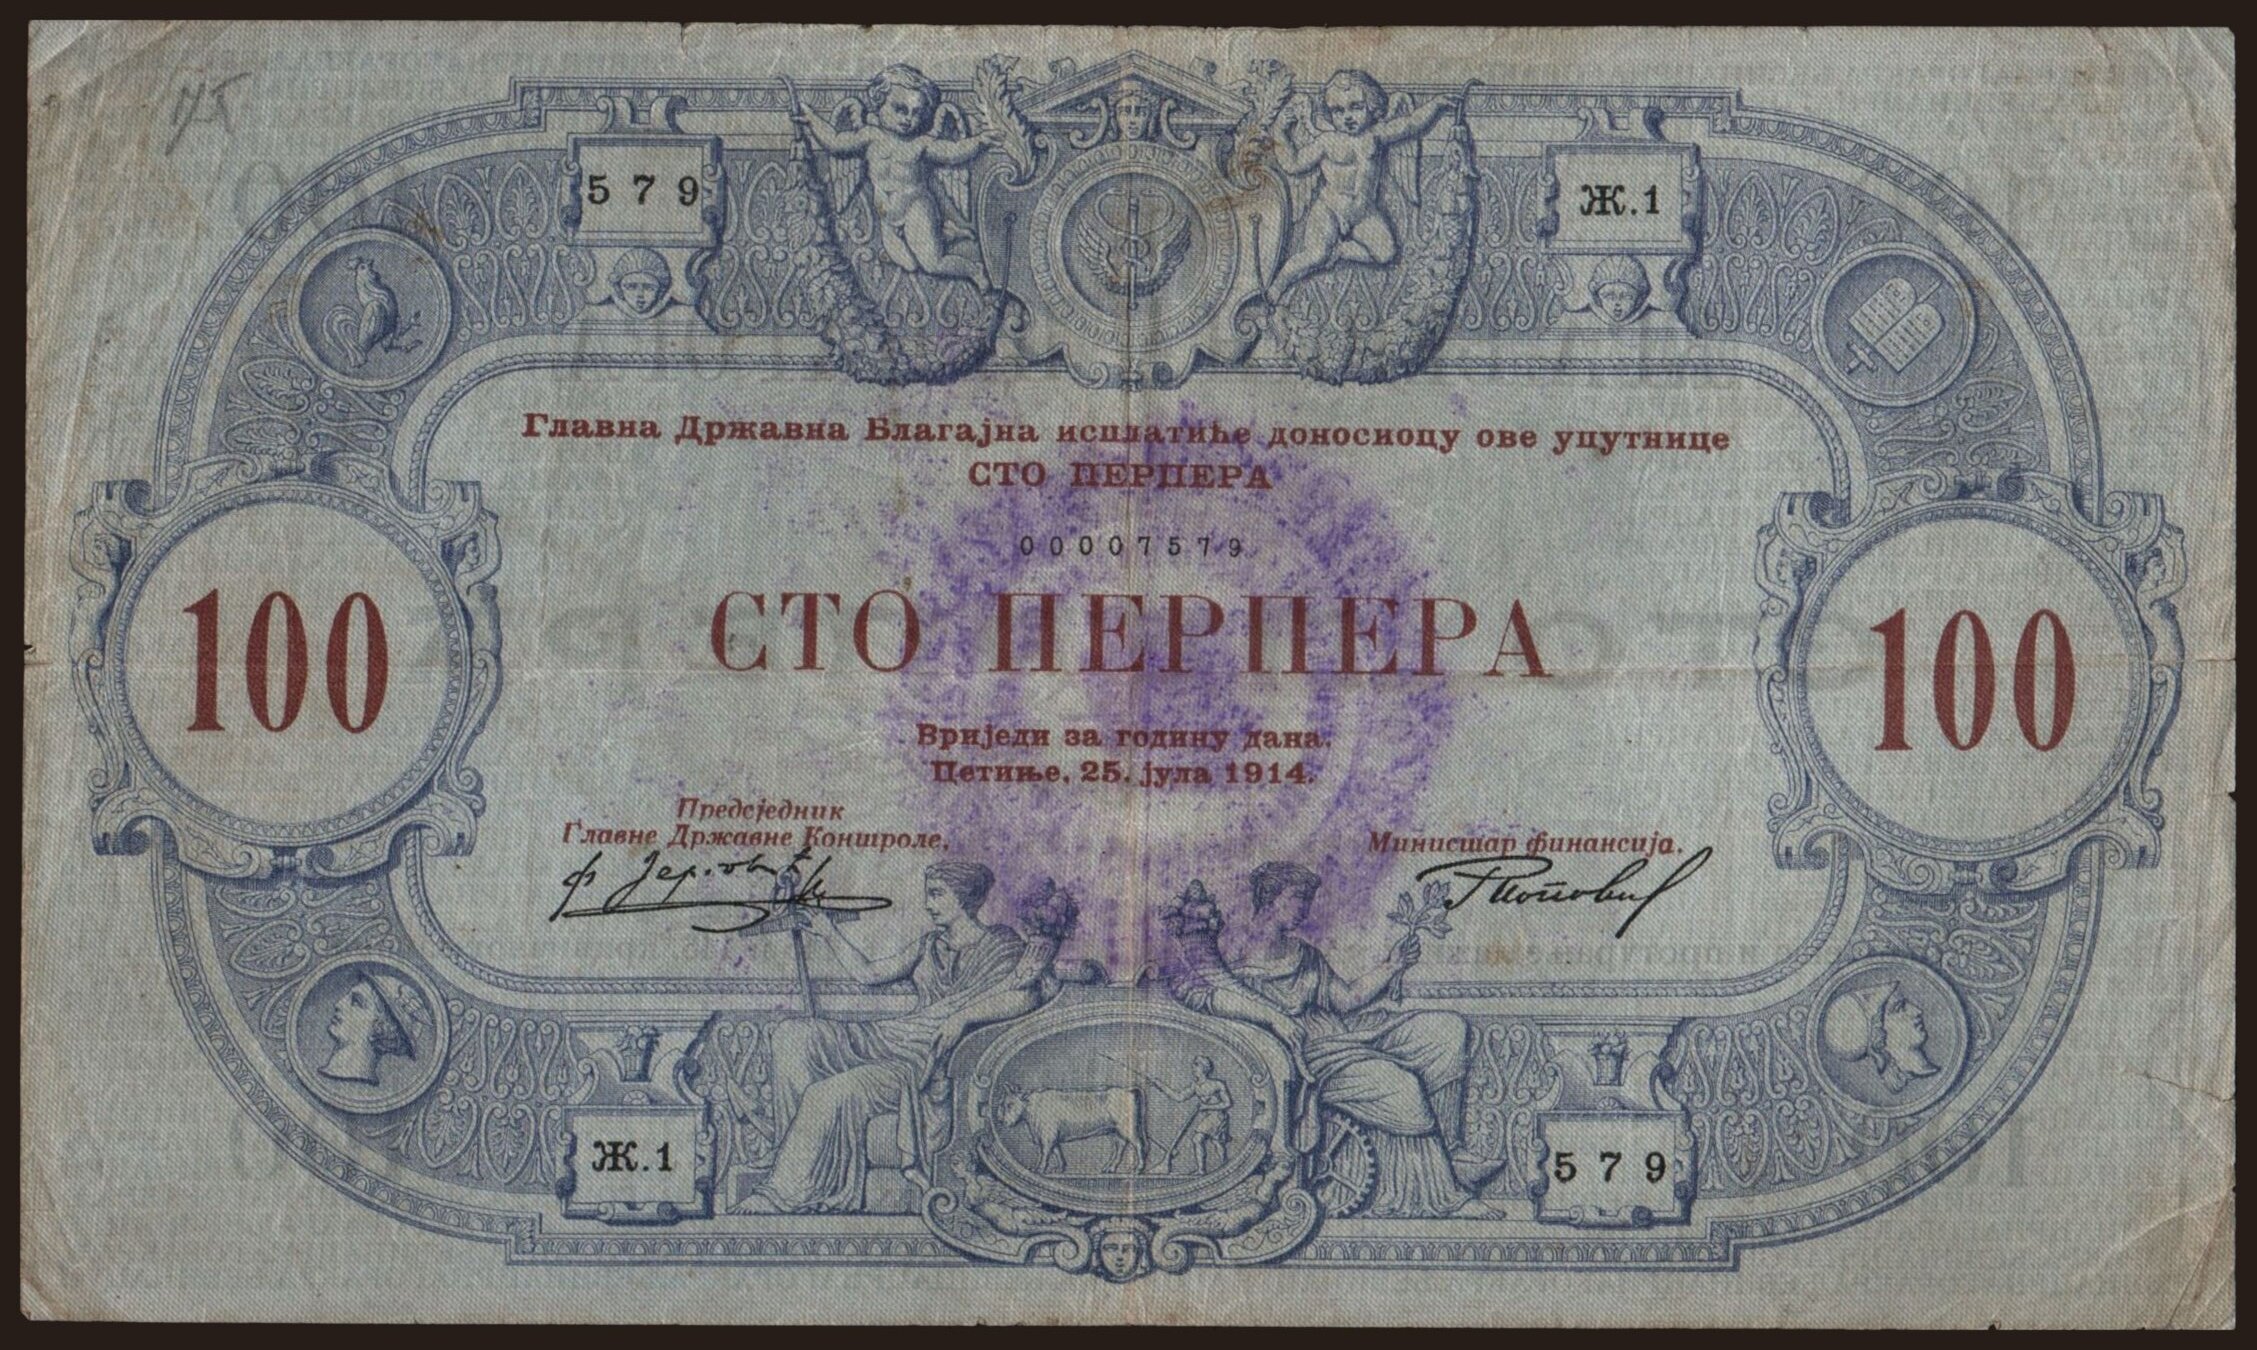 579
Ж.1
Главна Државна Благајна исплатиће доносиоцу ове упутнице
СТО ПЕРПЕРА
00007579
100
СТО ПЕРПЕРА
100
Вриједи за годину дана.
Цетиње, 25. јула 1914.
Предсједник
Главне Државне Контроле,
Министар финансија.
Ж.1
579